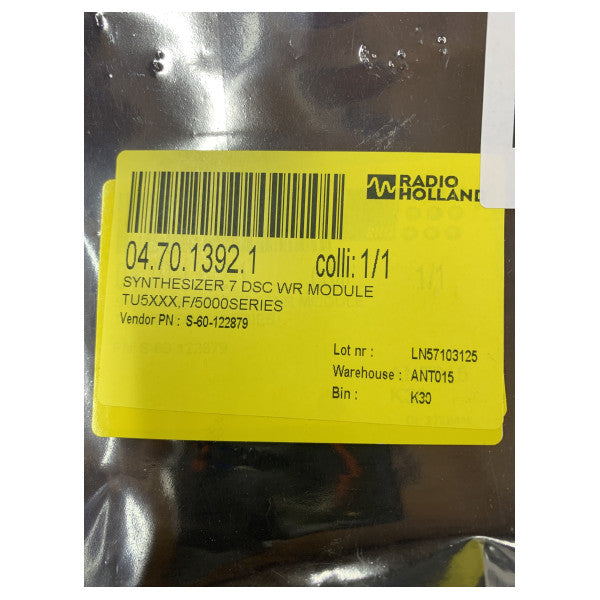 RADIO
HOLLAND
04.70.1392.1 colli: 1/1
SYNTHESIZER 7 DSC WR MODULE
TU5XXX,F/5000SERIES
Vendor PN : S-60-122879
Lot nr : LN57103125
Warehouse : ANT015
Bin : K30